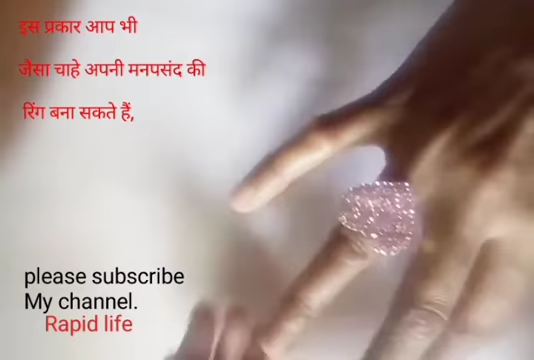 इस प्रकार आप भी
जैसा चाहे अपनी मनपसंद की
रिंग बना सकते हैं,
please subscribe
My channel.
Rapid life